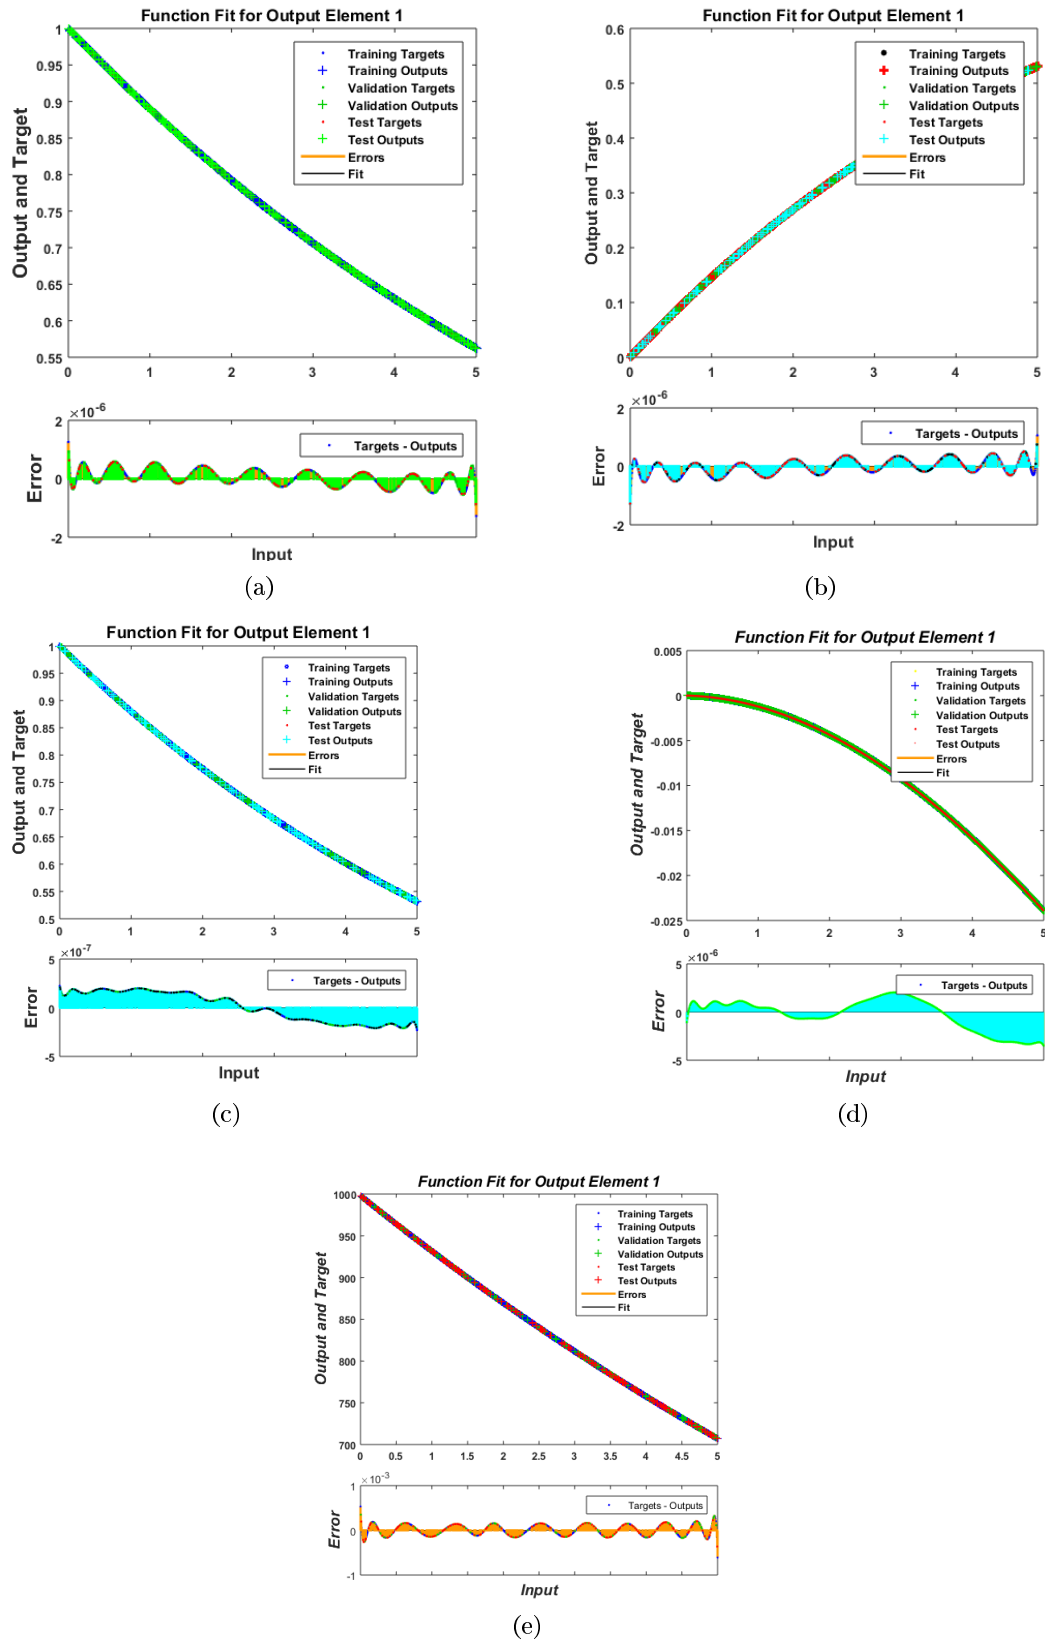 Function Fit for Output Element 1
Output and Target
1
0.95
0.9
0.85
0.8
0.75
0.7
0.65
0.6
0.55
0
1
2
3
4
5
Training Targets
Training Outputs
Validation Targets
Validation Outputs
Test Targets
Test Outputs
Errors
Fit
×10-6
Error
2
0
-2
Targets - Outputs
Input
(a)
Function Fit for Output Element 1
Output and Target
0.6
0.5
0.4
0.3
0.2
0.1
0
0
1
2
3
4
5
Training Targets
Training Outputs
Validation Targets
Validation Outputs
Test Targets
Test Outputs
Errors
Fit
×10-6
Error
2
0
-2
Targets - Outputs
Input
(b)
Function Fit for Output Element 1
Output and Target
1
0.95
0.9
0.85
0.8
0.75
0.7
0.65
0.6
0.55
0.5
0
1
2
3
4
5
Training Targets
Training Outputs
Validation Targets
Validation Outputs
Test Targets
Test Outputs
Errors
Fit
×10-7
Error
5
0
-5
Targets - Outputs
Input
(c)
Function Fit for Output Element 1
Output and Target
0.005
0
-0.005
-0.01
-0.015
-0.02
-0.025
0
1
2
3
4
5
Training Targets
Training Outputs
Validation Targets
Validation Outputs
Test Targets
Test Outputs
Errors
Fit
×10-6
Error
5
0
-5
Targets - Outputs
Input
(d)
Function Fit for Output Element 1
Output and Target
1000
950
900
850
800
750
700
0
0.5
1
1.5
2
2.5
3
3.5
4
4.5
5
Training Targets
Training Outputs
Validation Targets
Validation Outputs
Test Targets
Test Outputs
Errors
Fit
×10-3
Error
1
0
-1
Targets - Outputs
Input
(e)